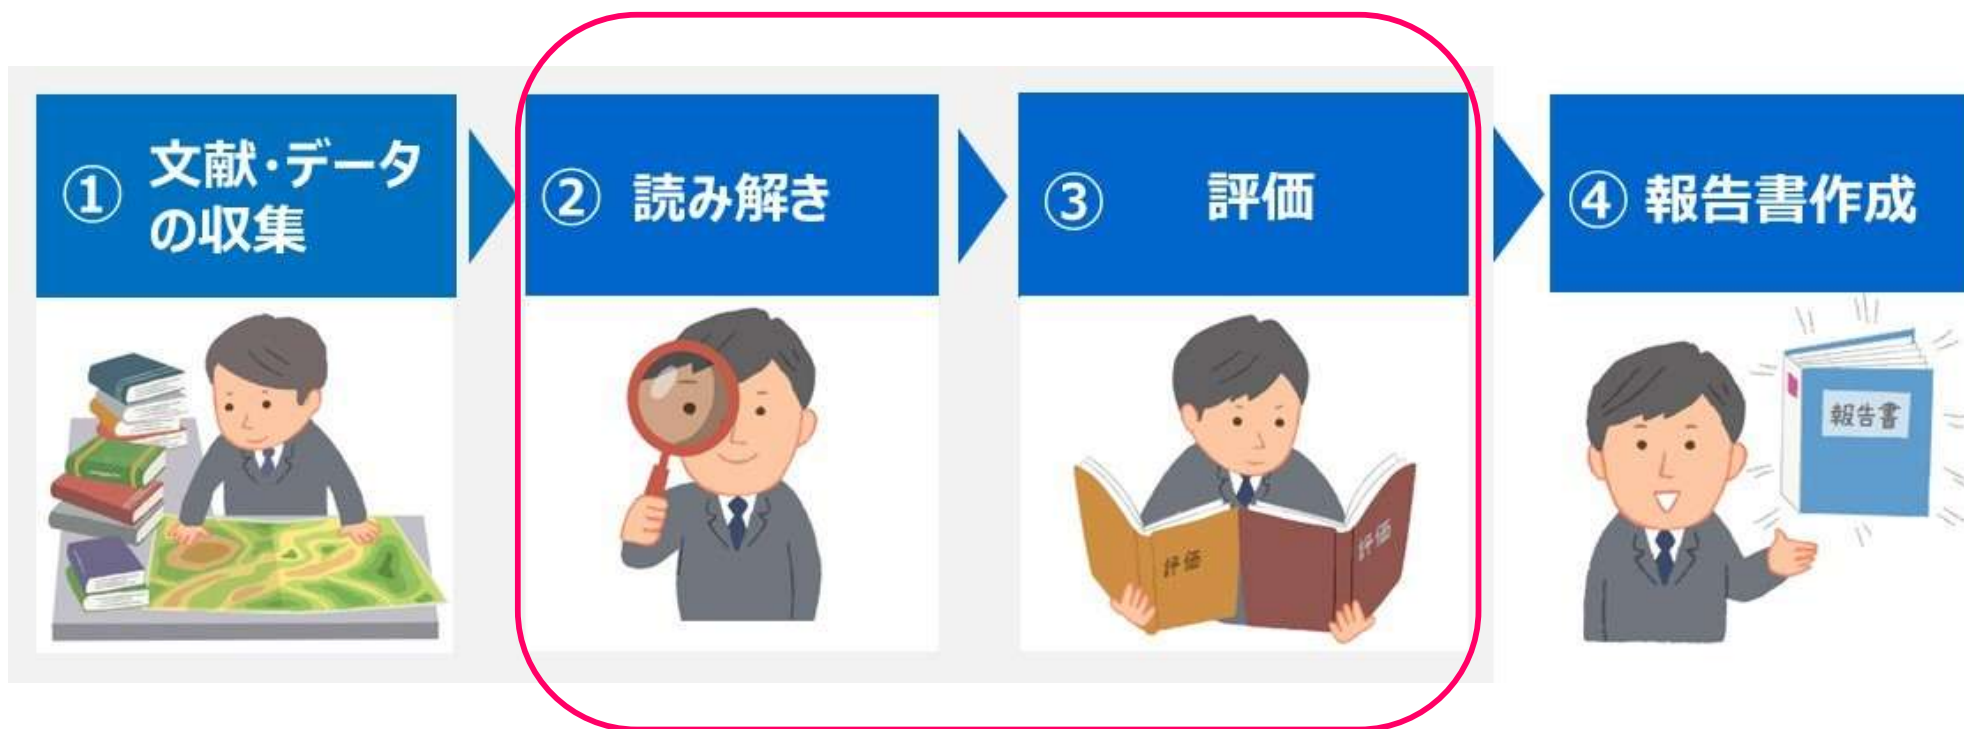 ① 文献・データ
の収集
② 読み解き
③ 評価
④ 報告書作成
評価
評価
報告書